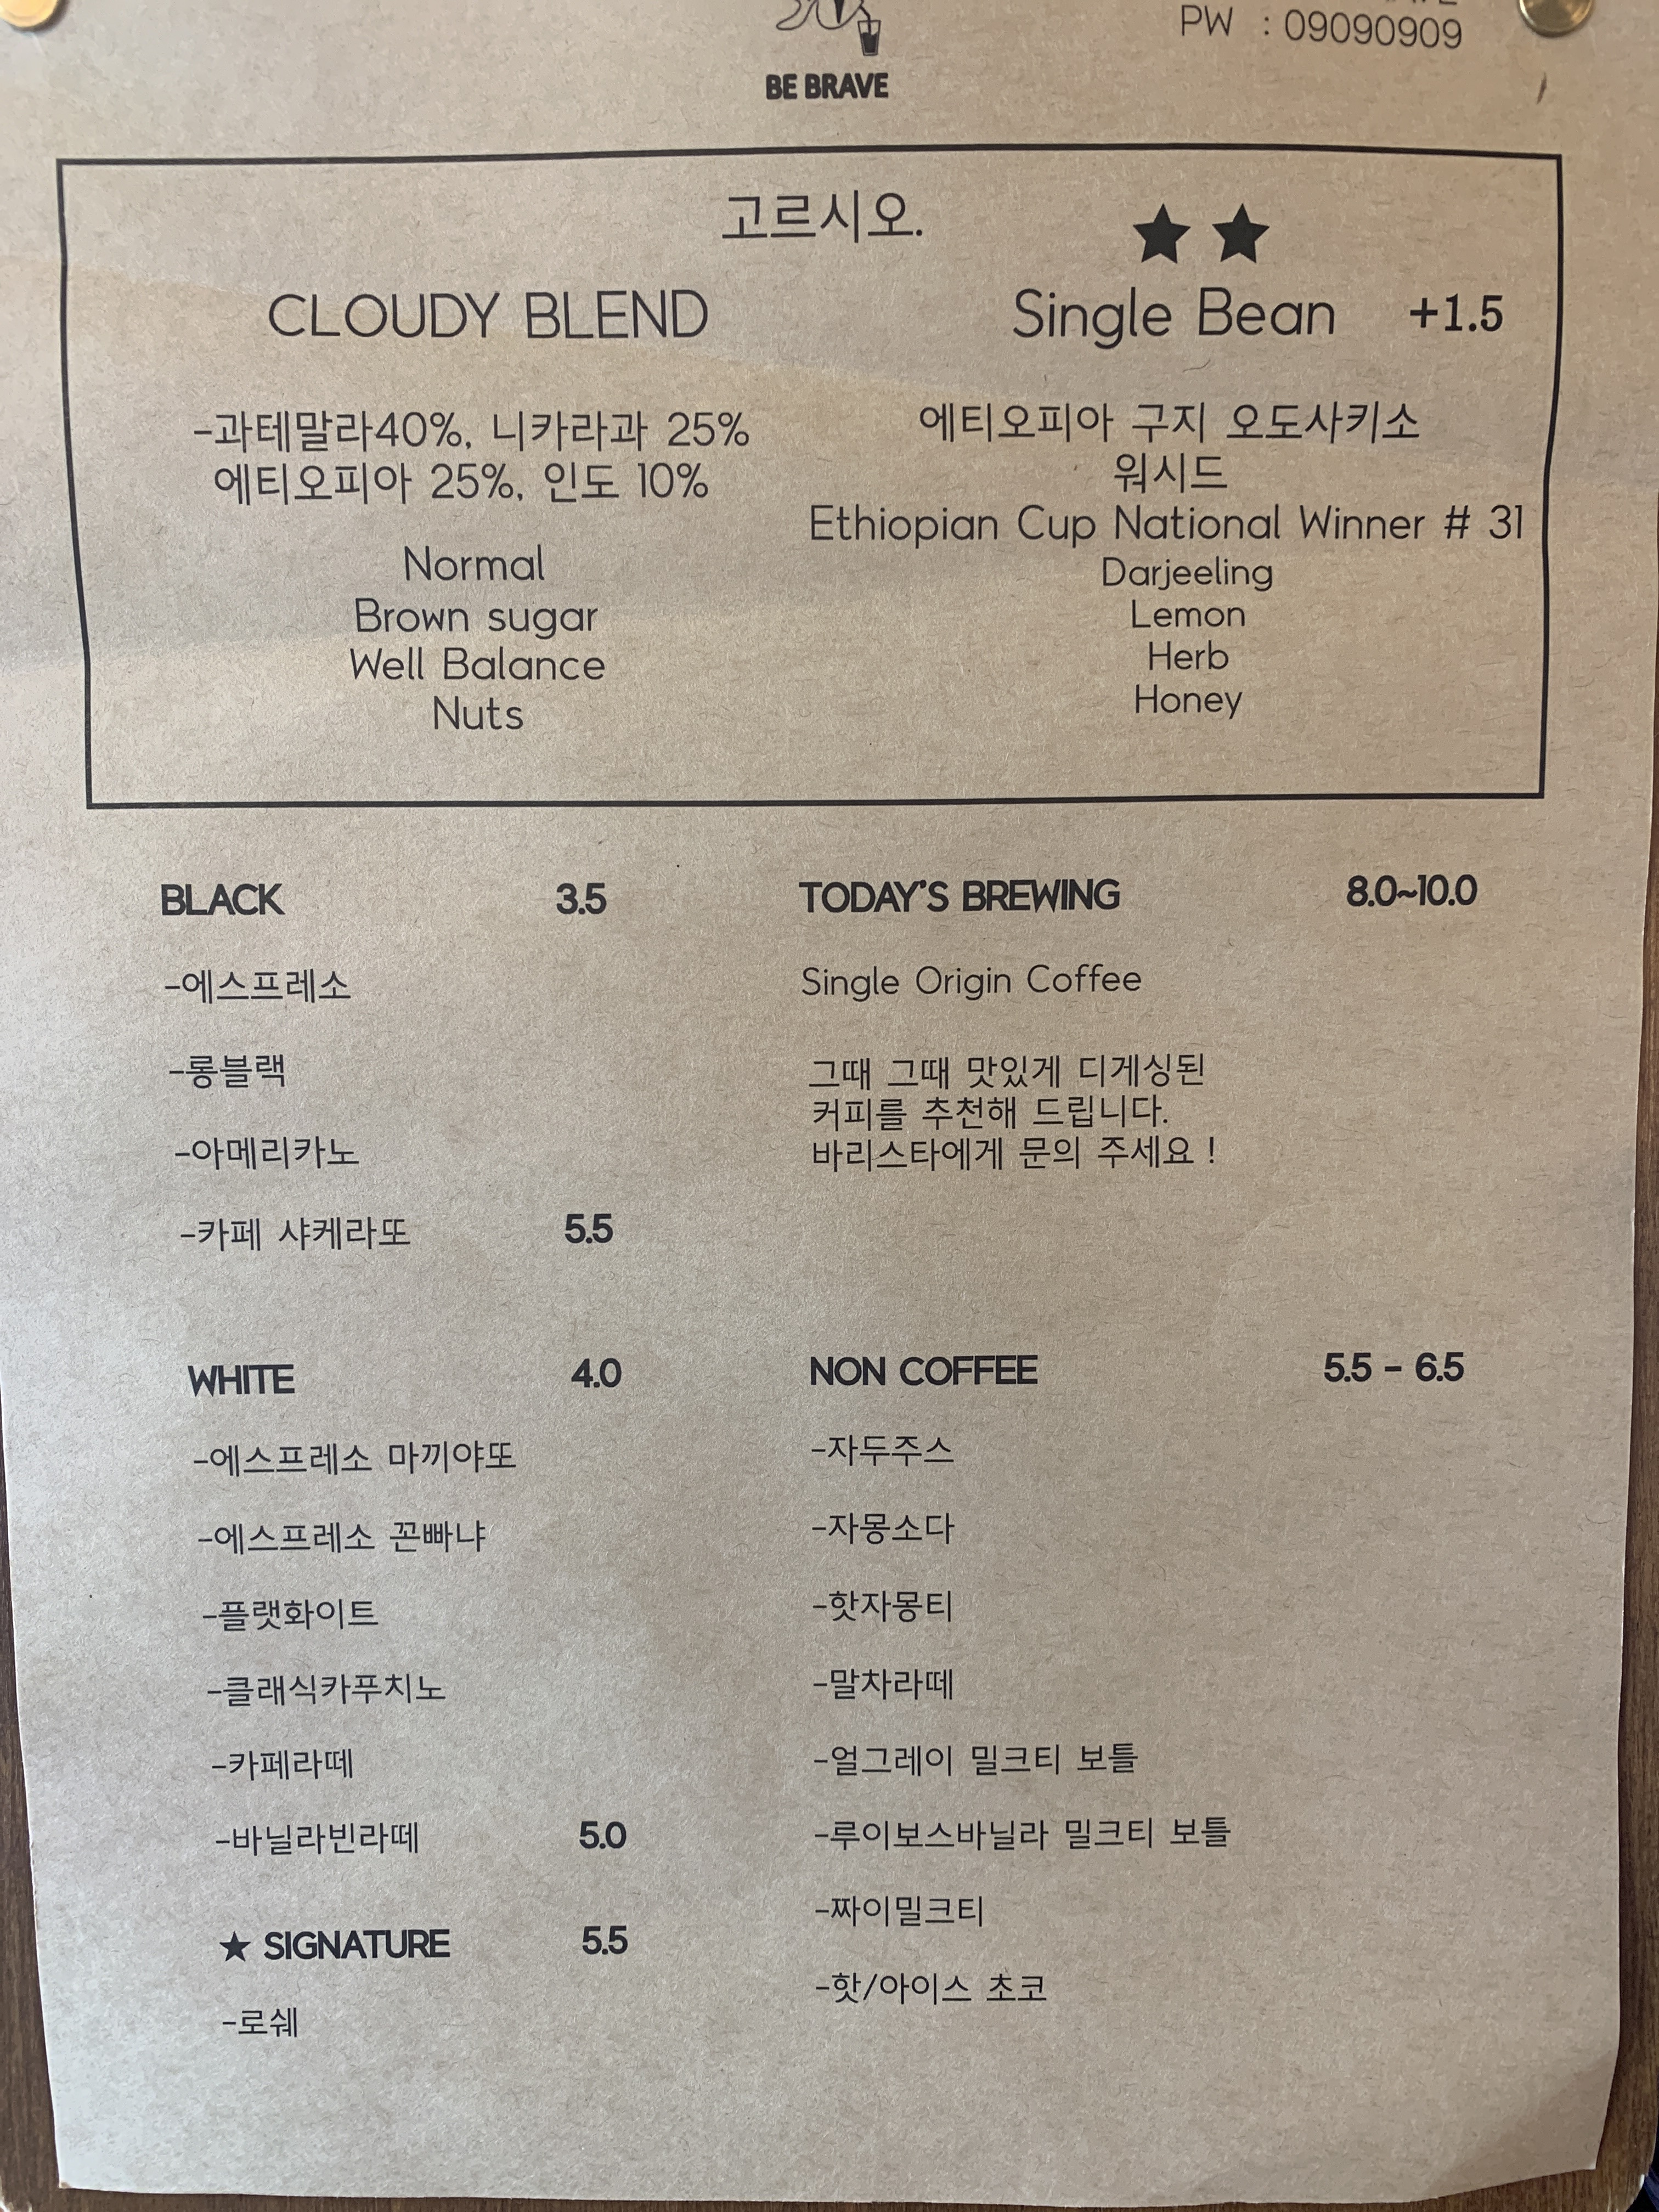 PW : 09090909
BE BRAVE
고르시오.
★ ★
CLOUDY BLEND
-과테말라40%, 니카라과 25%
에티오피아 25%, 인도 10%
Normal
Brown sugar
Well Balance
Nuts
Single Bean +1.5
에티오피아 구지 오도사키소
워시드
Ethiopian Cup National Winner # 31
Darjeeling
Lemon
Herb
Honey
BLACK 3.5
-에스프레소
-롱블랙
-아메리카노
-카페 샤케라또 5.5
TODAY'S BREWING 8.0~10.0
Single Origin Coffee
그때 그때 맛있게 디게싱된
커피를 추천해 드립니다.
바리스타에게 문의 주세요 !
WHITE 4.0
-에스프레소 마끼야또
-에스프레소 꼰빠냐
-플랫화이트
-클래식카푸치노
-카페라떼
-바닐라빈라떼 5.0
★ SIGNATURE 5.5
-로쉐
NON COFFEE 5.5 - 6.5
-자두주스
-자몽소다
-핫자몽티
-말차라떼
-얼그레이 밀크티 보틀
-루이보스바닐라 밀크티 보틀
-짜이밀크티
-핫/아이스 초코